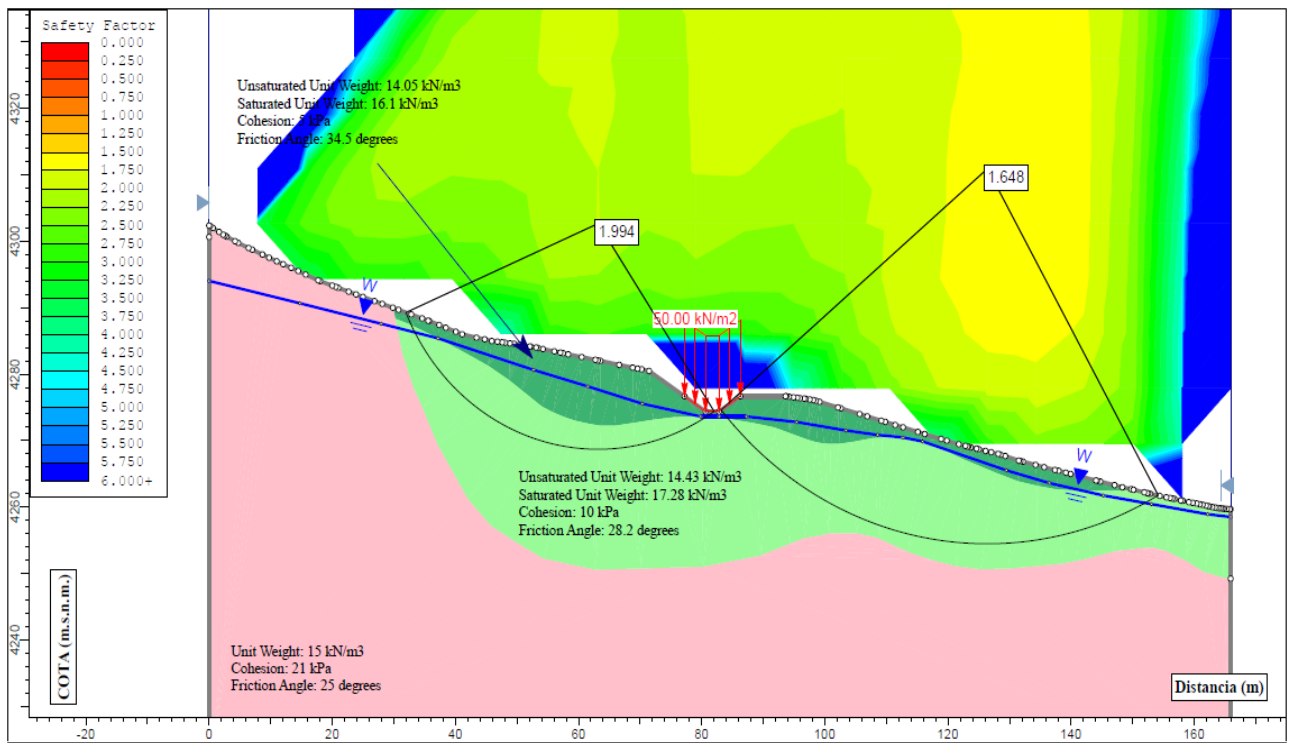 Safety Factor
0.000
0.250
0.500
0.750
1.000
1.250
1.500
1.750
2.000
2.250
2.500
2.750
3.000
3.250
3.500
3.750
4.000
4.250
4.500
4.750
5.000
5.250
5.500
5.750
6.000+
Unsaturated Unit Weight: 14.05 kN/m3
Saturated Unit Weight: 16.1 kN/m3
Cohesion: 5 kPa
Friction Angle: 34.5 degrees
1.648
1.994
W
50.00 kN/m2
W
Unsaturated Unit Weight: 14.43 kN/m3
Saturated Unit Weight: 17.28 kN/m3
Cohesion: 10 kPa
Friction Angle: 28.2 degrees
Unit Weight: 15 kN/m3
Cohesion: 21 kPa
Friction Angle: 25 degrees
COTA (m.s.n.m.)
Distancia (m)
4320
4300
4280
4260
4240
-20 0 20 40 60 80 100 120 140 160